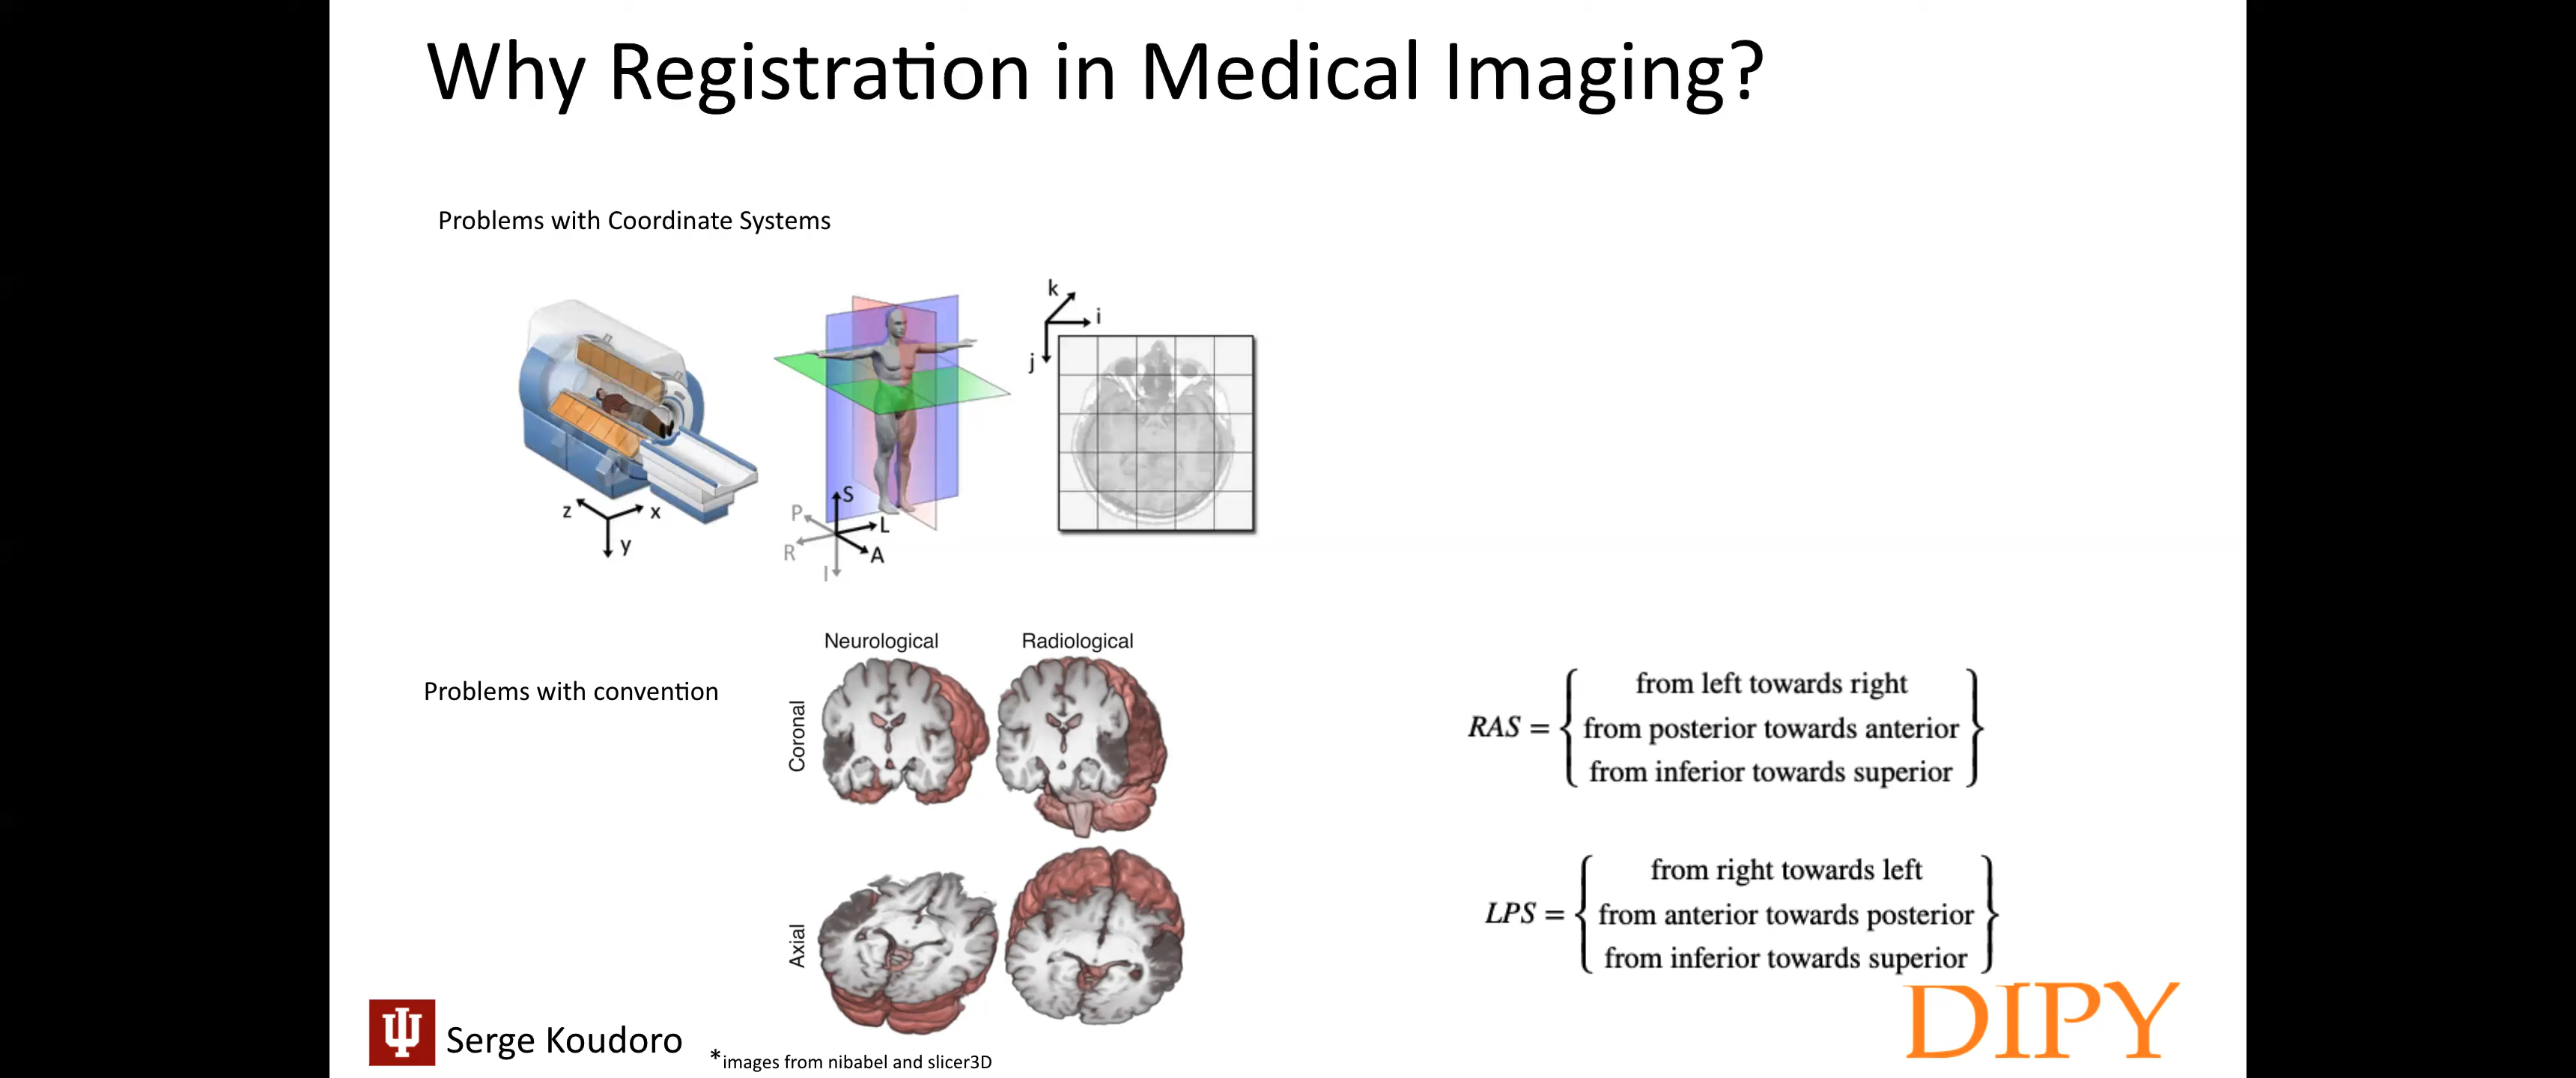 Why Registration in Medical Imaging?
Problems with Coordinate Systems
z
x
y
S
P
L
R
A
I
k
i
j
Problems with convention
Neurological
Radiological
Coronal
Axial
RAS =
from left towards right
from posterior towards anterior
from inferior towards superior
LPS =
from right towards left
from anterior towards posterior
from inferior towards superior
Serge Koudoro
*images from nibabel and slicer3D
DIPY